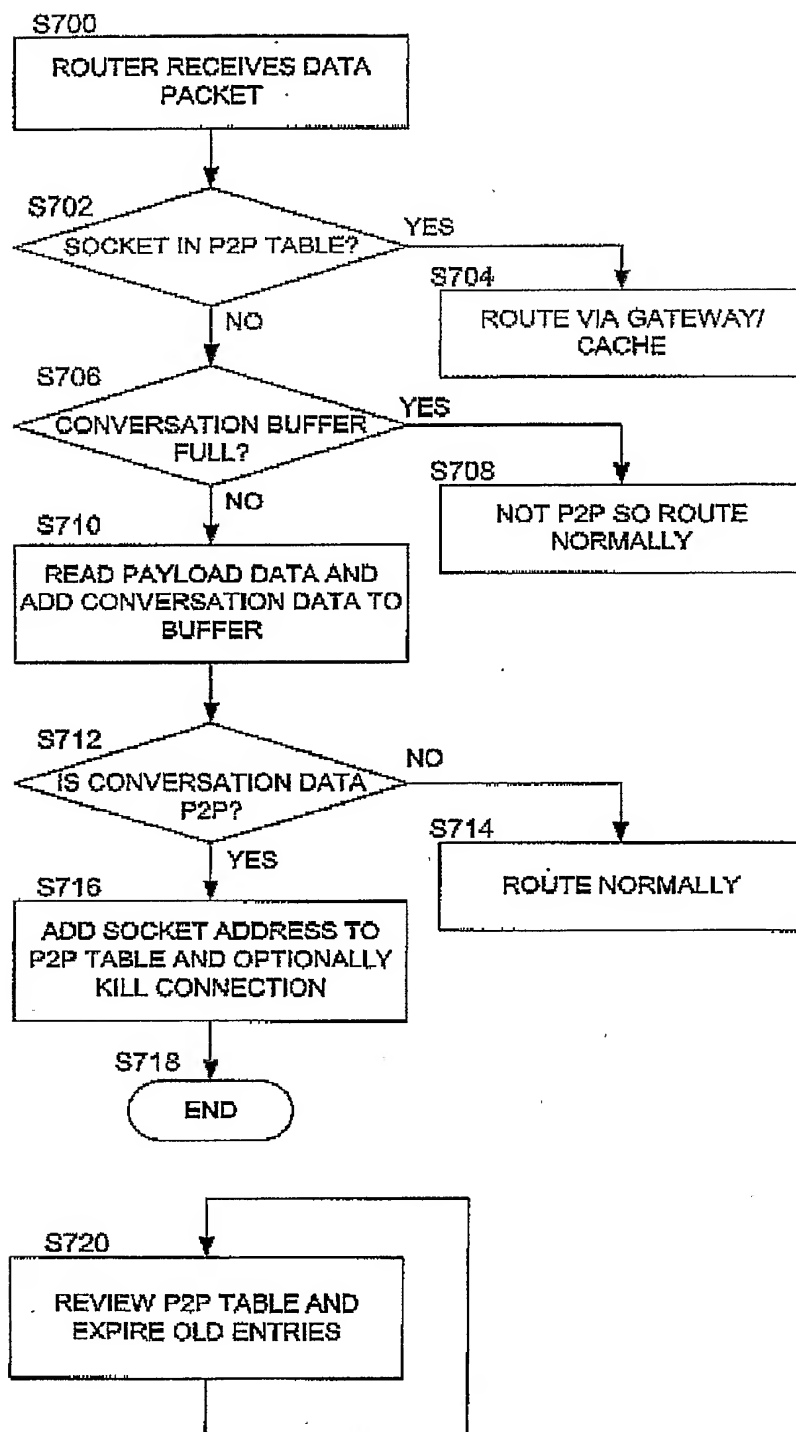 S700
ROUTER RECEIVES DATA
PACKET
S702
SOCKET IN P2P TABLE?
YES
S704
ROUTE VIA GATEWAY/
CACHE
NO
S706
CONVERSATION BUFFER
FULL?
YES
S708
NOT P2P SO ROUTE
NORMALLY
NO
S710
READ PAYLOAD DATA AND
ADD CONVERSATION DATA TO
BUFFER
S712
IS CONVERSATION DATA
P2P?
NO
S714
ROUTE NORMALLY
YES
S716
ADD SOCKET ADDRESS TO
P2P TABLE AND OPTIONALLY
KILL CONNECTION
S718
END
S720
REVIEW P2P TABLE AND
EXPIRE OLD ENTRIES